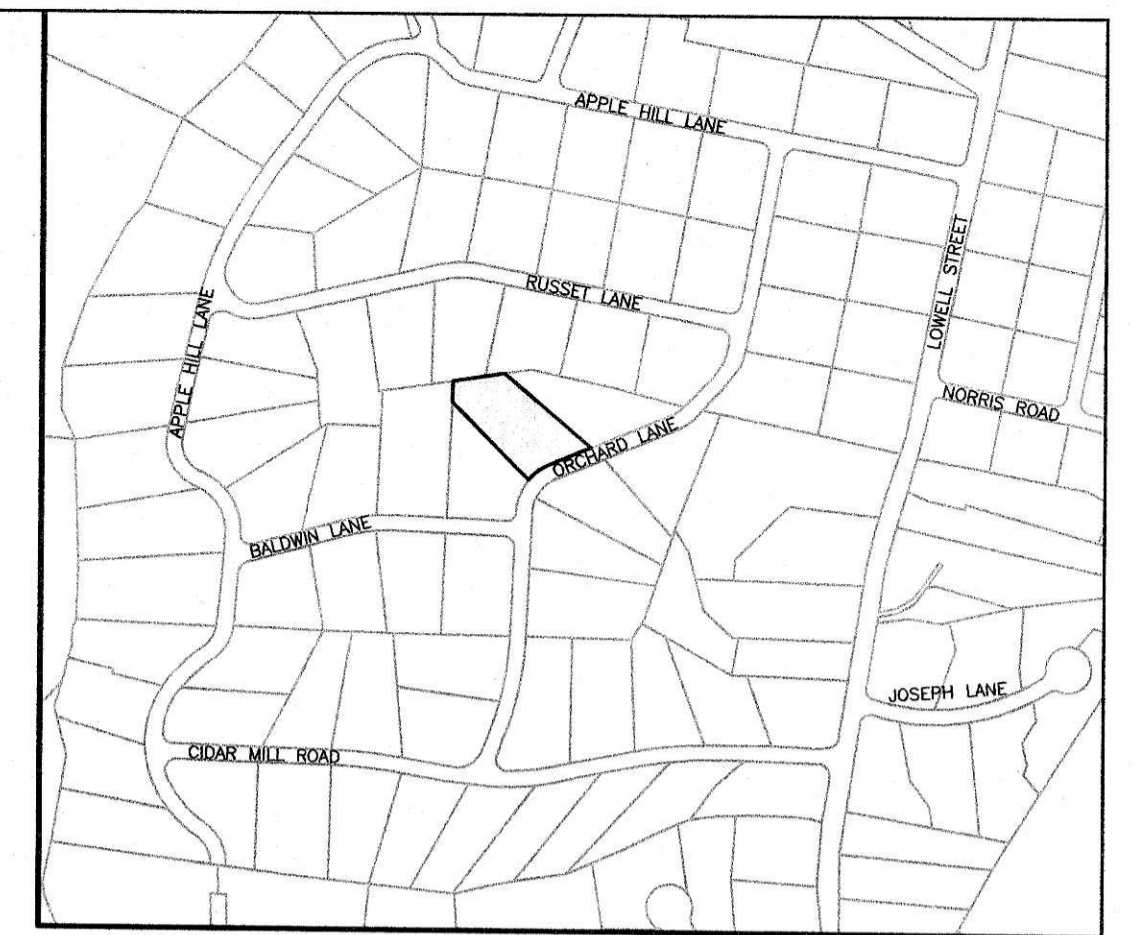 APPLE HILL LANE
RUSSET LANE
LOWELL STREET
APPLE HILL LANE
NORRIS ROAD
ORCHARD LANE
BALDWIN LANE
JOSEPH LANE
CIDAR MILL ROAD